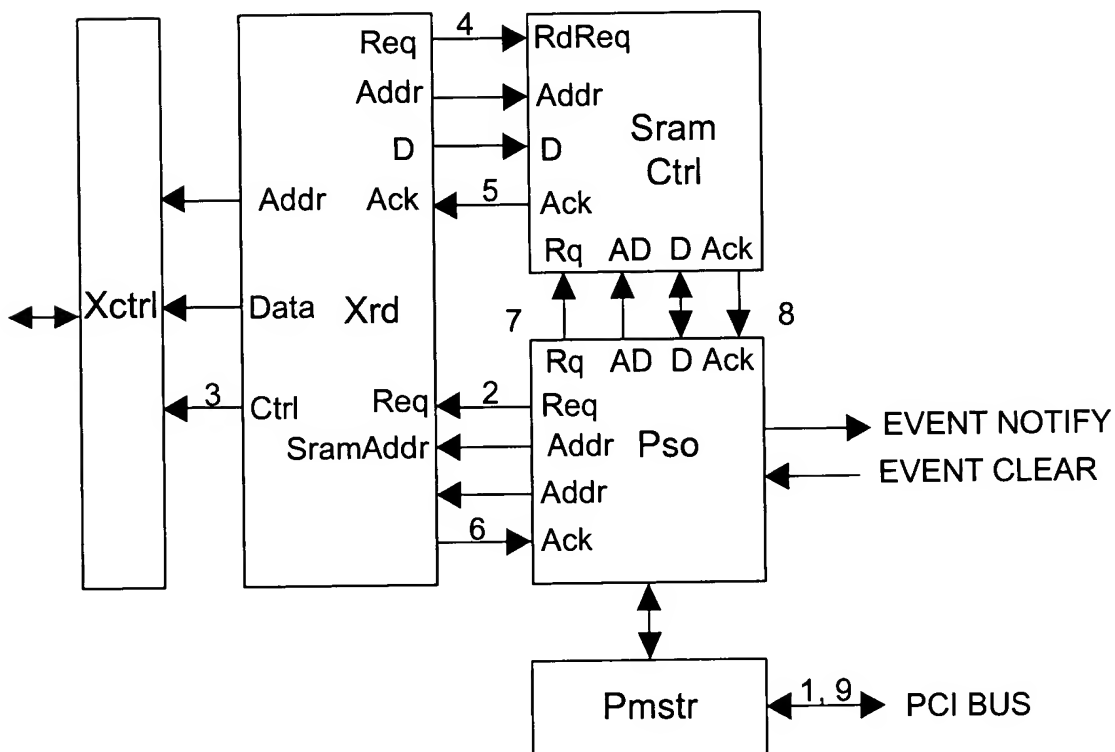 Req 4 RdReq
Addr Addr
D D
Sram
Ctrl
Addr Ack 5 Ack
Rq AD D Ack
Xctrl Data Xrd 7 8
Rq AD D Ack
3 Ctrl Req 2 Req
EVENT NOTIFY
SramAddr Addr Pso
EVENT CLEAR
Addr
6 Ack
Pmstr 1, 9 PCI BUS